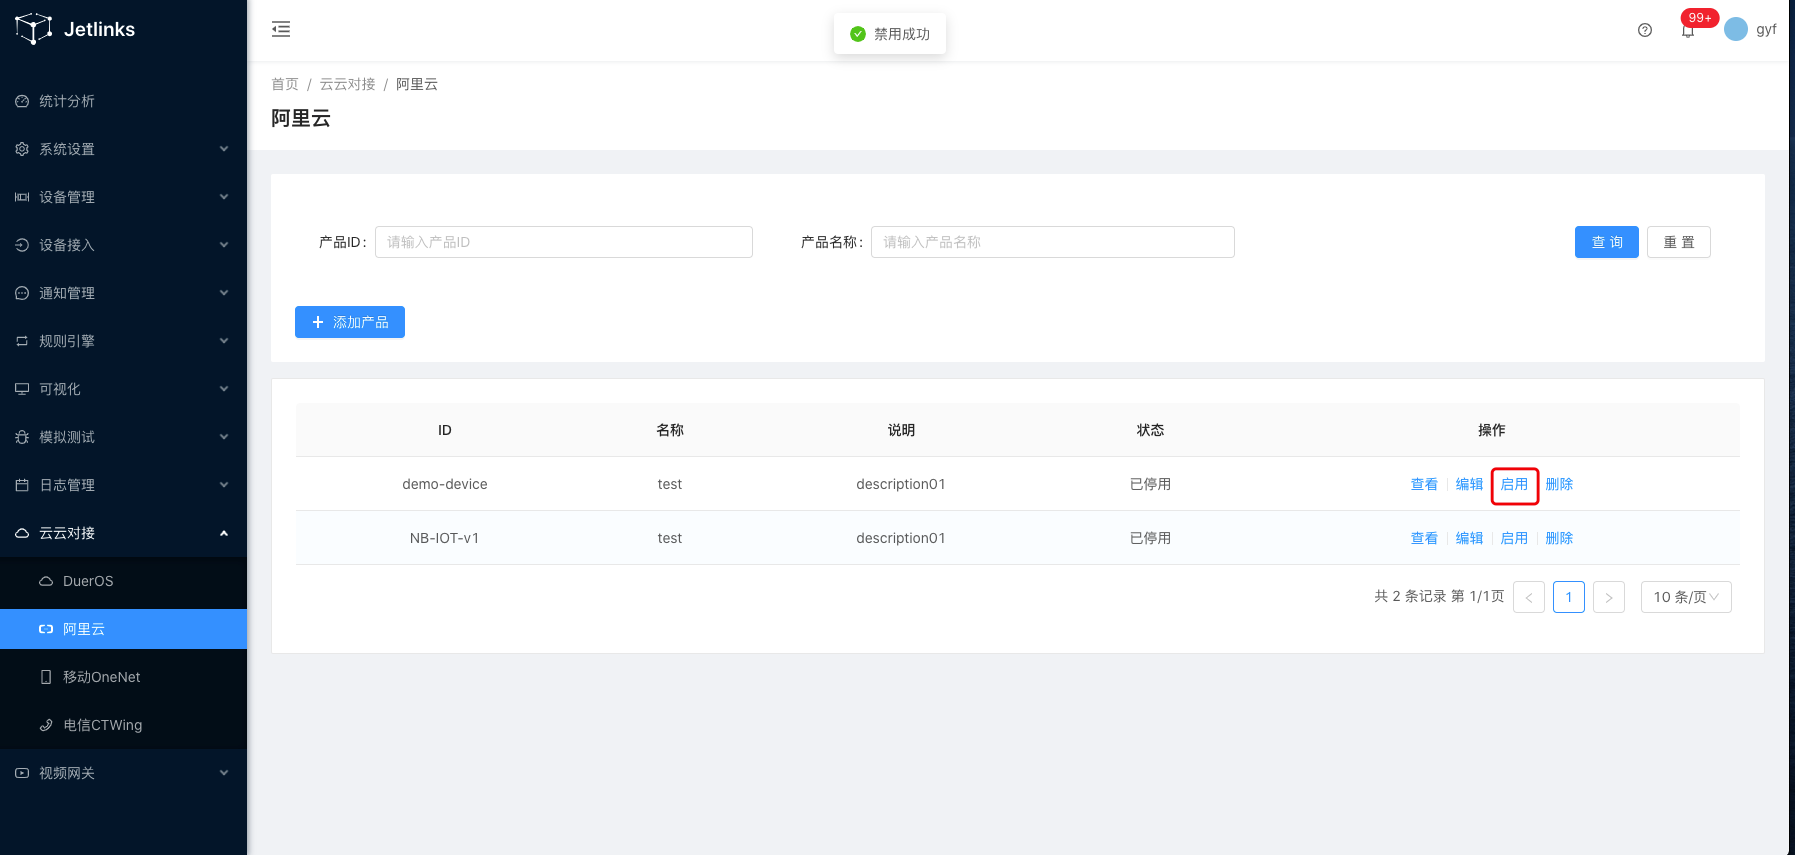 Jetlinks
禁用成功
99+
gyf
统计分析
系统设置
设备管理
设备接入
通知管理
规则引擎
可视化
模拟测试
日志管理
云云对接
DuerOS
阿里云
移动OneNet
电信CTWing
视频网关
首页 / 云云对接 / 阿里云
阿里云
产品ID: 请输入产品ID 产品名称: 请输入产品名称 查 询 重 置
+ 添加产品
ID 名称 说明 状态 操作
demo-device test description01 已停用 查看 编辑 启用 删除
NB-IOT-v1 test description01 已停用 查看 编辑 启用 删除
共 2 条记录 第 1/1页 < 1 > 10 条/页